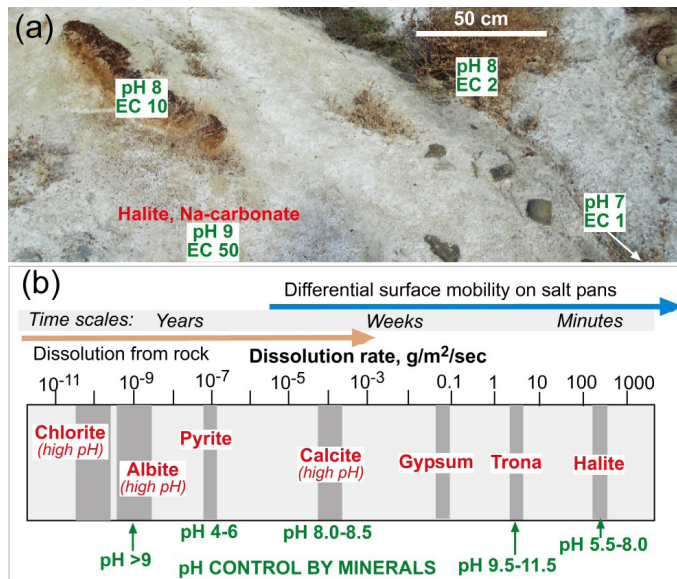 (a)
50 cm
pH 8
EC 10
pH 8
EC 2
Halite, Na-carbonate
pH 9
EC 50
pH 7
EC 1
(b)
Differential surface mobility on salt pans
Time scales: Years Weeks Minutes
Dissolution from rock
Dissolution rate, g/m²/sec
10⁻¹¹ 10⁻⁹ 10⁻⁷ 10⁻⁵ 10⁻³ 0.1 1 10 100 1000
Chlorite
(high pH)
Albite
(high pH)
Pyrite
Calcite
(high pH)
Gypsum
Trona
Halite
pH >9
pH 4-6
pH 8.0-8.5
pH 9.5-11.5
pH 5.5-8.0
pH CONTROL BY MINERALS